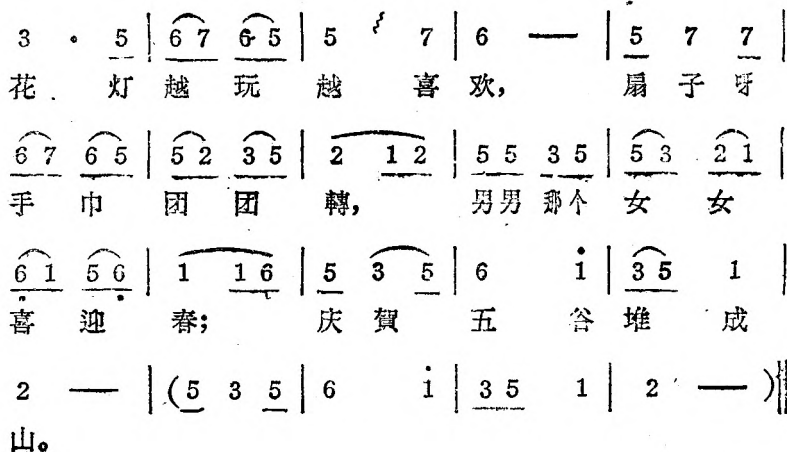 3 · 5 | 6 7 6 5 | 5 7 | 6 — | 5 7 7 |
花 灯 越 玩 越 喜 欢， 扇 子 呀
6 7 6 5 | 5 2 3 5 | 2 1 2 | 5 5 3 5 | 5 3 2 1 |
手 巾 团 团 轉， 男男 那个 女 女
6 1 5 6 | 1 1 6 | 5 3 5 | 6 i | 3 5 1 |
喜 迎 春； 庆 賀 五 谷 堆 成
2 — | (5 3 5 | 6 i | 3 5 1 | 2 — )
山。